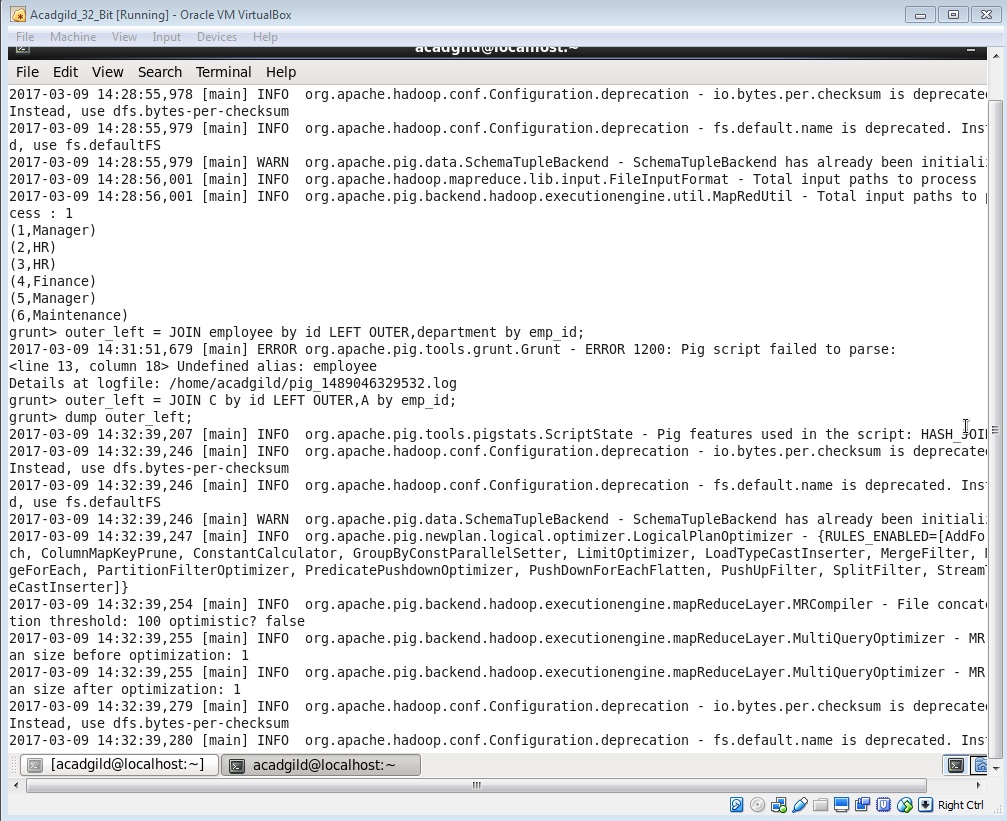 Acadgild_32_Bit [Running] - Oracle VM VirtualBox
File Machine View Input Devices Help
acadgild@localhost:~
File Edit View Search Terminal Help
2017-03-09 14:28:55,978 [main] INFO  org.apache.hadoop.conf.Configuration.deprecation - io.bytes.per.checksum is deprecate
Instead, use dfs.bytes-per-checksum
2017-03-09 14:28:55,979 [main] INFO  org.apache.hadoop.conf.Configuration.deprecation - fs.default.name is deprecated. Ins
d, use fs.defaultFS
2017-03-09 14:28:55,979 [main] WARN  org.apache.pig.data.SchemaTupleBackend - SchemaTupleBackend has already been initiali
2017-03-09 14:28:56,001 [main] INFO  org.apache.hadoop.mapreduce.lib.input.FileInputFormat - Total input paths to process
2017-03-09 14:28:56,001 [main] INFO  org.apache.pig.backend.hadoop.executionengine.util.MapRedUtil - Total input paths to p
cess : 1
(1,Manager)
(2,HR)
(3,HR)
(4,Finance)
(5,Manager)
(6,Maintenance)
grunt> outer_left = JOIN employee by id LEFT OUTER,department by emp_id;
2017-03-09 14:31:51,679 [main] ERROR org.apache.pig.tools.grunt.Grunt - ERROR 1200: Pig script failed to parse:
<line 13, column 18> Undefined alias: employee
Details at logfile: /home/acadgild/pig_1489046329532.log
grunt> outer_left = JOIN C by id LEFT OUTER,A by emp_id;
grunt> dump outer_left;
2017-03-09 14:32:39,207 [main] INFO  org.apache.pig.tools.pigstats.ScriptState - Pig features used in the script: HASH_JOIN
2017-03-09 14:32:39,246 [main] INFO  org.apache.hadoop.conf.Configuration.deprecation - io.bytes.per.checksum is deprecate
Instead, use dfs.bytes-per-checksum
2017-03-09 14:32:39,246 [main] INFO  org.apache.hadoop.conf.Configuration.deprecation - fs.default.name is deprecated. Ins
d, use fs.defaultFS
2017-03-09 14:32:39,246 [main] WARN  org.apache.pig.data.SchemaTupleBackend - SchemaTupleBackend has already been initiali
2017-03-09 14:32:39,247 [main] INFO  org.apache.pig.newplan.logical.optimizer.LogicalPlanOptimizer - {RULES_ENABLED=[AddFo
ch, ColumnMapKeyPrune, ConstantCalculator, GroupByConstParallelSetter, LimitOptimizer, LoadTypeCastInserter, MergeFilter, M
geForEach, PartitionFilterOptimizer, PredicatePushdownOptimizer, PushDownForEachFlatten, PushUpFilter, SplitFilter, Stream
eCastInserter]}
2017-03-09 14:32:39,254 [main] INFO  org.apache.pig.backend.hadoop.executionengine.mapReduceLayer.MRCompiler - File concate
tion threshold: 100 optimistic? false
2017-03-09 14:32:39,255 [main] INFO  org.apache.pig.backend.hadoop.executionengine.mapReduceLayer.MultiQueryOptimizer - MR
an size before optimization: 1
2017-03-09 14:32:39,255 [main] INFO  org.apache.pig.backend.hadoop.executionengine.mapReduceLayer.MultiQueryOptimizer - MR
an size after optimization: 1
2017-03-09 14:32:39,279 [main] INFO  org.apache.hadoop.conf.Configuration.deprecation - io.bytes.per.checksum is deprecate
Instead, use dfs.bytes-per-checksum
2017-03-09 14:32:39,280 [main] INFO  org.apache.hadoop.conf.Configuration.deprecation - fs.default.name is deprecated. Ins
[acadgild@localhost:~] acadgild@localhost:~
Right Ctrl